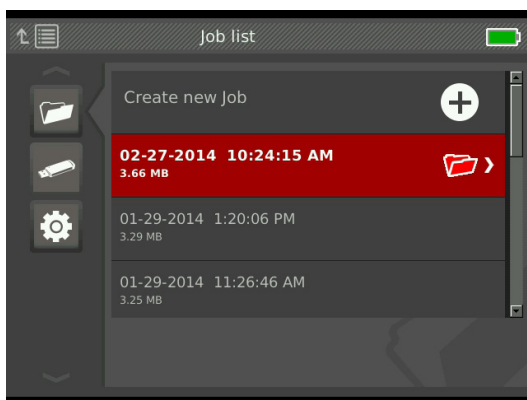 Job list
Create new Job
02-27-2014 10:24:15 AM
3.66 MB
01-29-2014 1:20:06 PM
3.29 MB
01-29-2014 11:26:46 AM
3.25 MB